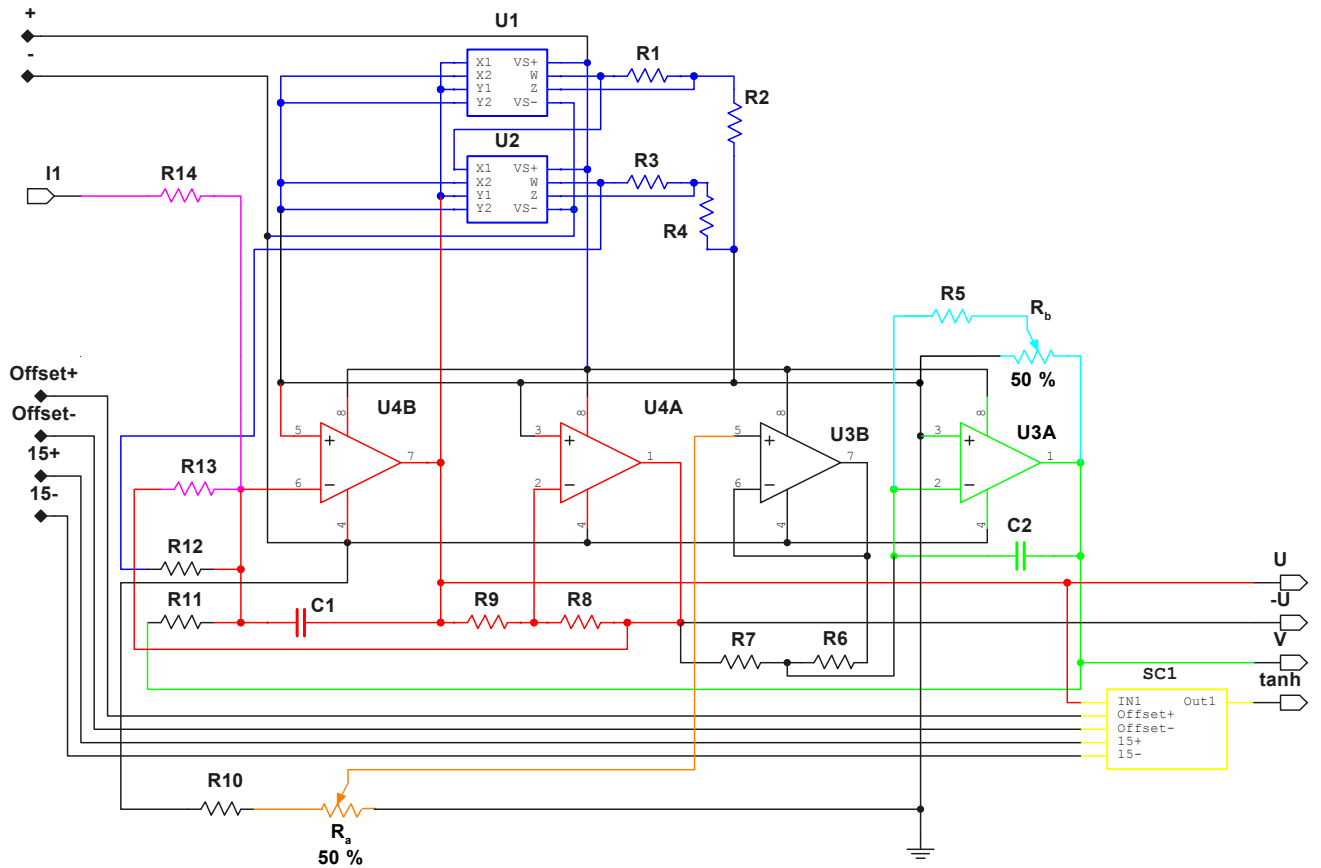 +
-
U1
X1 VS+
X2 W
Y1 Z
Y2 VS-
R1
R2
U2
X1 VS+
X2 W
Y1 Z
Y2 VS-
R3
R4
I1
R14
R5
Rb
50 %
Offset+
Offset-
15+
15-
U4B
8
5
+
6
−
7
4
U4A
8
3
+
2
−
1
4
U3B
8
5
+
6
−
7
4
U3A
8
3
+
2
−
1
4
R13
R12
R11
C1
R9
R8
C2
R7
R6
U
-U
V
tanh
SC1
IN1 Out1
Offset+
Offset-
15+
15-
R10
Ra
50 %